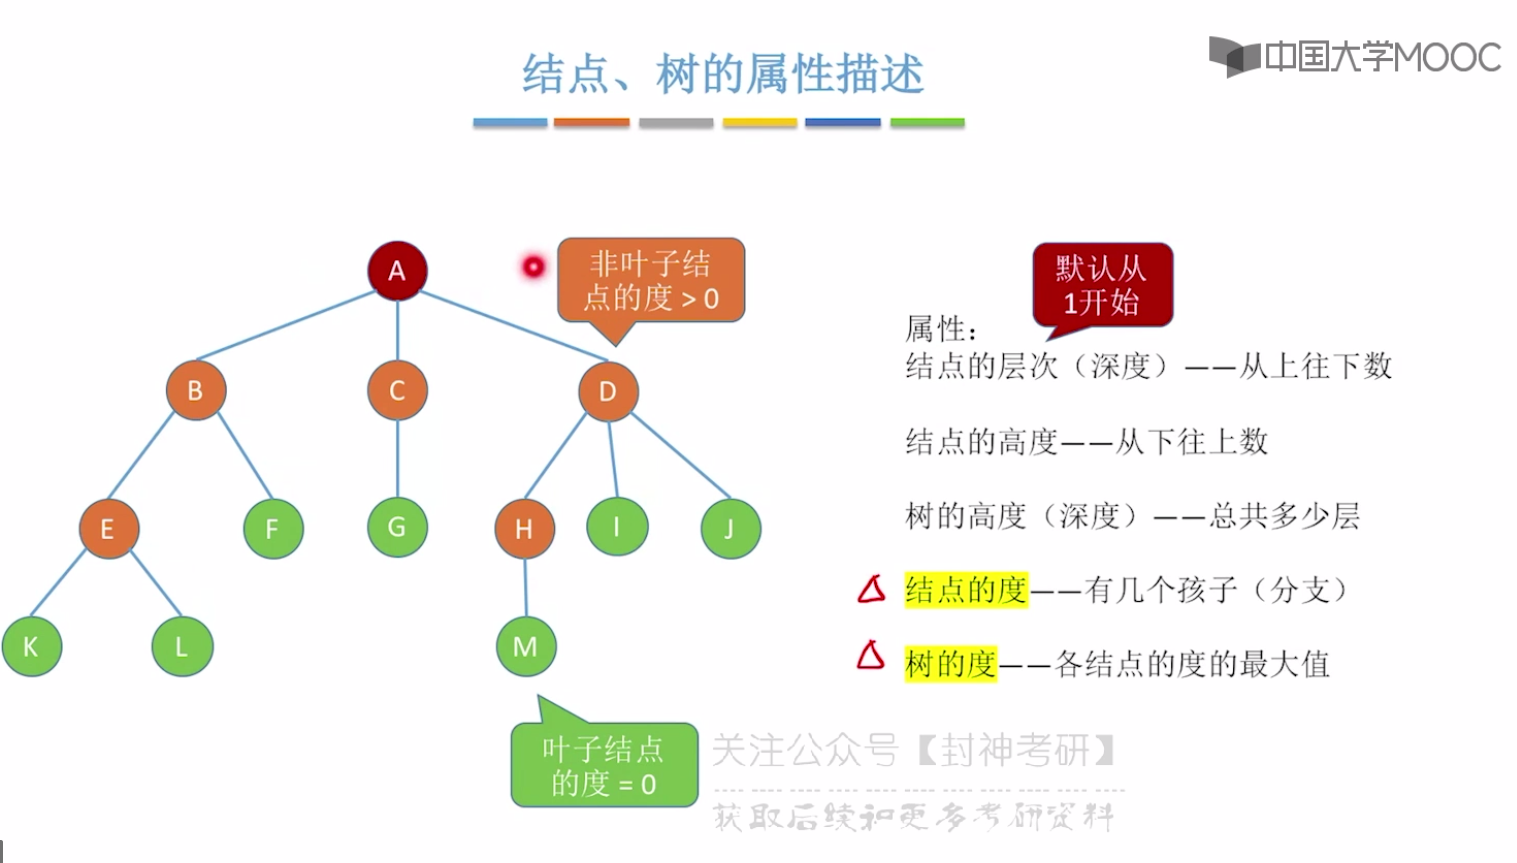 中国大学MOOC
结点、树的属性描述
A
非叶子结
点的度 > 0
默认从
1开始
属性：
结点的层次（深度）——从上往下数
B
C
D
结点的高度——从下往上数
E
F
G
H
I
J
树的高度（深度）——总共多少层
结点的度——有几个孩子（分支）
K
L
M
树的度——各结点的度的最大值
叶子结点
的度 = 0
关注公众号【封神考研】
获取后续和更多考研资料